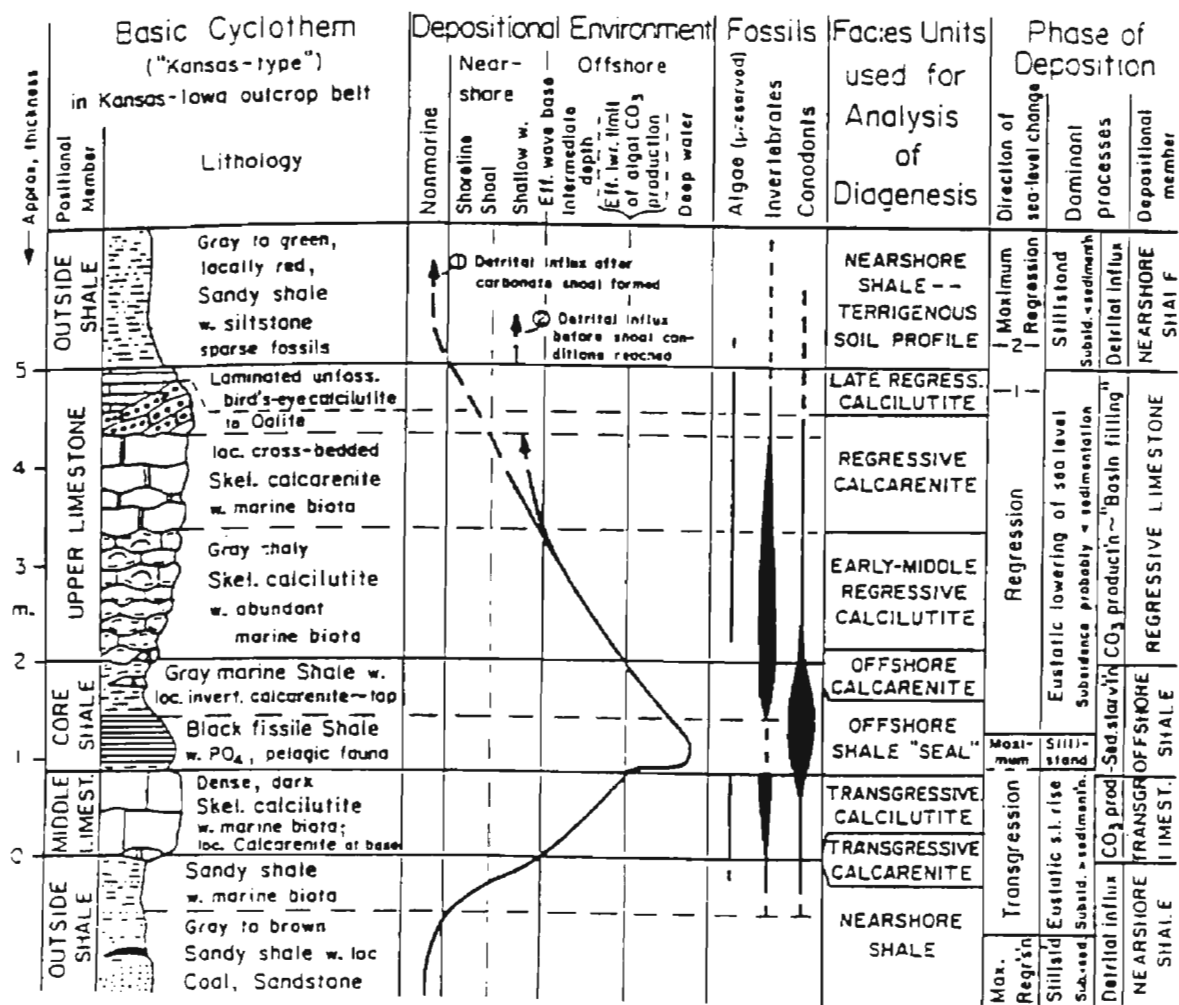 Basic Cyclothem
("Kansas-type")
in Kansas-Iowa outcrop belt
Approx. thickness
Positional
Member
Lithology
Depositional Environment
Near-
shore
Offshore
Nonmarine
Shoreline
Shoal
Shallow w.
Eff. wave base
Intermediate
depth
Eff. lwr. limit
of algal CO3
production
Deep water
Fossils
Algae (preserved)
Invertebrates
Conodonts
Facies Units
used for
Analysis
of
Diagenesis
Phase of
Deposition
Direction of
sea-level change
Dominant
processes
Depositional
member
OUTSIDE
SHALE
Gray to green,
locally red,
Sandy shale
w. siltstone
sparse fossils
① Detrital influx after
carbonate shoal formed
② Detrital influx
before shoal con-
ditions reached
NEARSHORE
SHALE --
TERRIGENOUS
SOIL PROFILE
Maximum
Regression
2
Stillstand
Subsid. < sedimentn
Detrital influx
NEARSHORE
SHALE
5
UPPER LIMESTONE
Laminated unfoss.
bird's-eye calcilutite
to Oolite
loc. cross-bedded
Skel. calcarenite
w. marine biota
4
Gray shaly
Skel. calcilutite
w. abundant
marine biota
3
m.
2
LATE REGRESS.
CALCILUTITE
REGRESSIVE
CALCARENITE
EARLY-MIDDLE
REGRESSIVE
CALCILUTITE
1
Regression
Eustatic lowering of sea level
Subsidence probably < sedimentation
CO3 product'n ~ "Basin filling"
REGRESSIVE LIMESTONE
CORE
SHALE
Gray marine Shale w.
loc. invert. calcarenite ~ top
Black fissile Shale
w. PO4, pelagic fauna
1
OFFSHORE
CALCARENITE
OFFSHORE
SHALE "SEAL"
Maxi-
mum
Still-
stand
Sed. starv'n
OFFSHORE
SHALE
MIDDLE
LIMEST.
Dense, dark
Skel. calcilutite
w. marine biota;
loc. Calcarenite at base
0
TRANSGRESSIVE
CALCILUTITE
TRANSGRESSIVE
CALCARENITE
Transgression
Eustatic s.l. rise
Subsid. > sediment'n.
CO3 prod
TRANSGR
LIMEST.
OUTSIDE
SHALE
Sandy shale
w. marine biota
Gray to brown
Sandy shale w. loc
Coal, Sandstone
NEARSHORE
SHALE
Max.
Regrs'n
Stillstd
Detrital influx
NEARSHORE
SHALE